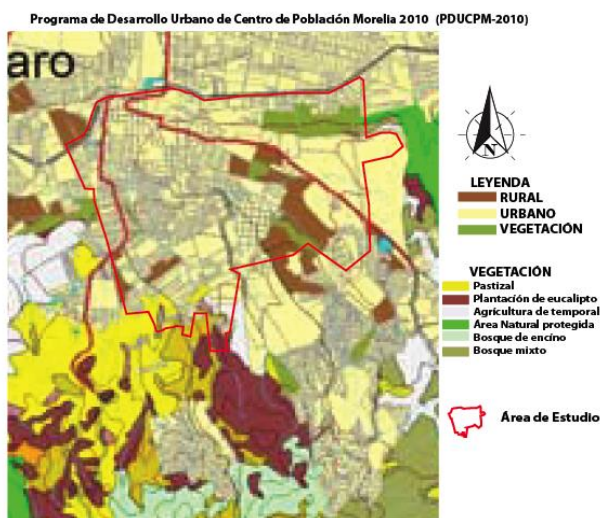 Programa de Desarrollo Urbano de Centro de Población Morelia 2010 (PDUCPM-2010)
aro
N
LEYENDA
RURAL
URBANO
VEGETACIÓN
VEGETACIÓN
Pastizal
Plantación de eucalipto
Agricultura de temporal
Área Natural protegida
Bosque de encino
Bosque mixto
Área de Estudio